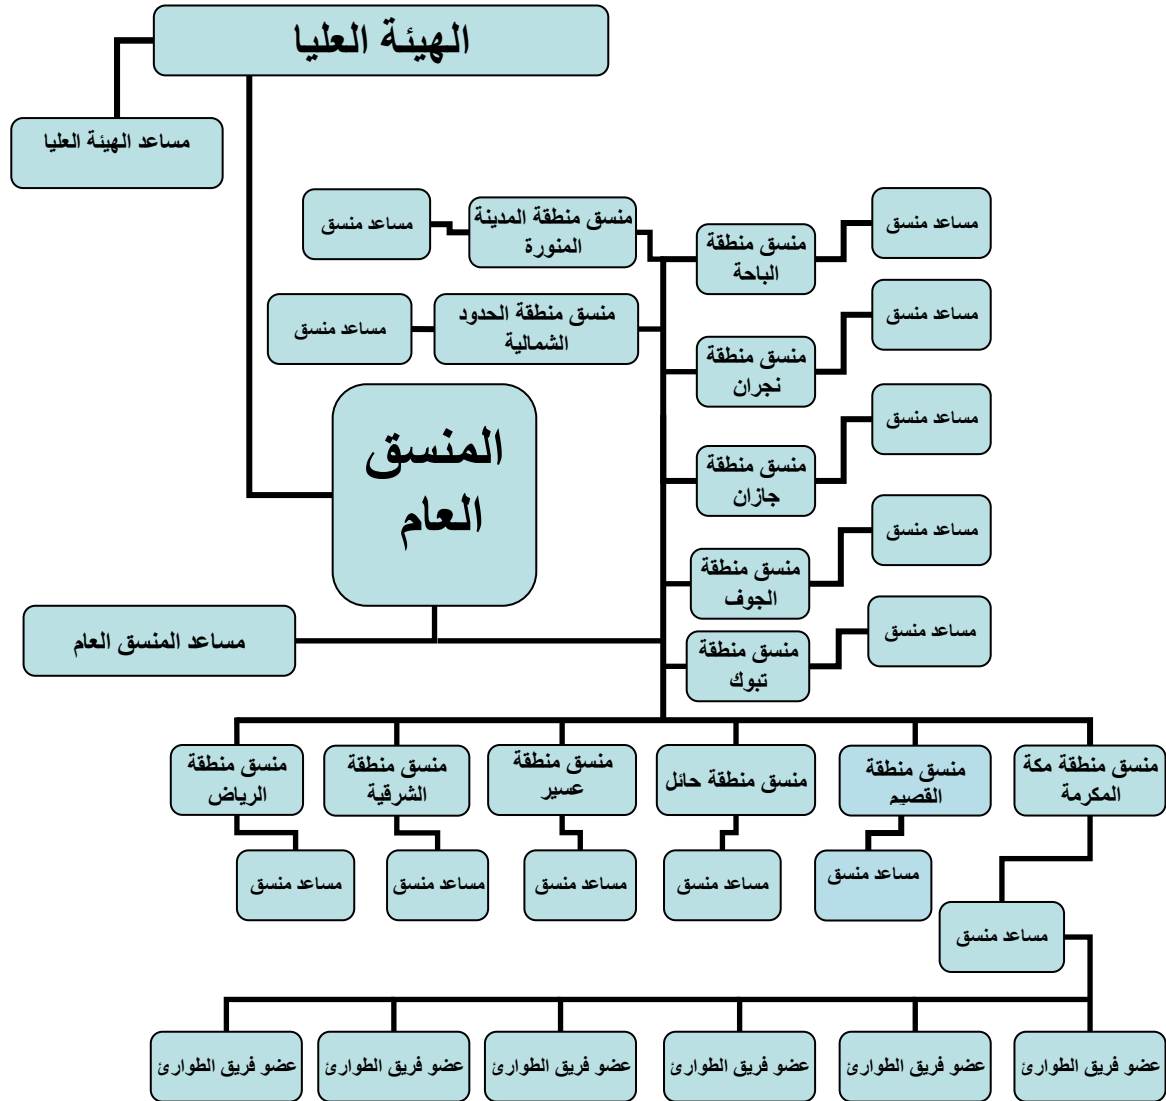 الهيئة العليا
مساعد الهيئة العليا
مساعد منسق
منسق منطقة
الباحة
منسق منطقة المدينة
المنورة
مساعد منسق
مساعد منسق
منسق منطقة
نجران
منسق منطقة الحدود
الشمالية
مساعد منسق
المنسق
العام
مساعد منسق
منسق منطقة
جازان
مساعد منسق
منسق منطقة
الجوف
مساعد منسق
منسق منطقة
تبوك
مساعد المنسق العام
منسق منطقة مكة
المكرمة
منسق منطقة
القصيم
منسق منطقة حائل
منسق منطقة
عسير
منسق منطقة
الشرقية
منسق منطقة
الرياض
مساعد منسق
مساعد منسق
مساعد منسق
مساعد منسق
مساعد منسق
مساعد منسق
عضو فريق الطوارئ
عضو فريق الطوارئ
عضو فريق الطوارئ
عضو فريق الطوارئ
عضو فريق الطوارئ
عضو فريق الطوارئ